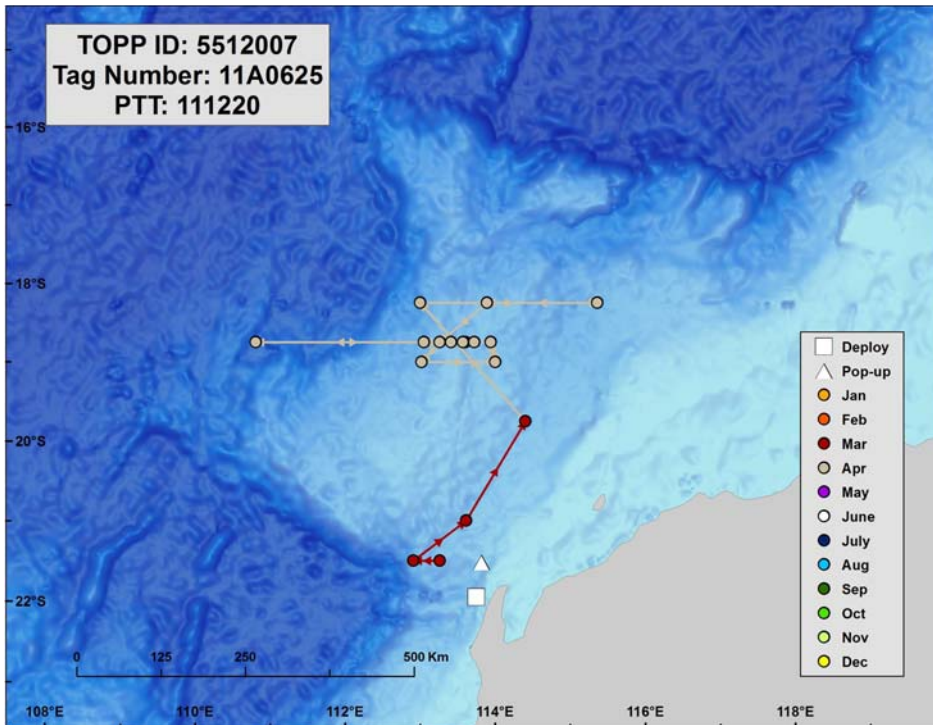 TOPP ID: 5512007
Tag Number: 11A0625
PTT: 111220
16°S
18°S
20°S
22°S
Deploy
Pop-up
Jan
Feb
Mar
Apr
May
June
July
Aug
Sep
Oct
Nov
Dec
0 125 250 500 Km
108°E 110°E 112°E 114°E 116°E 118°E